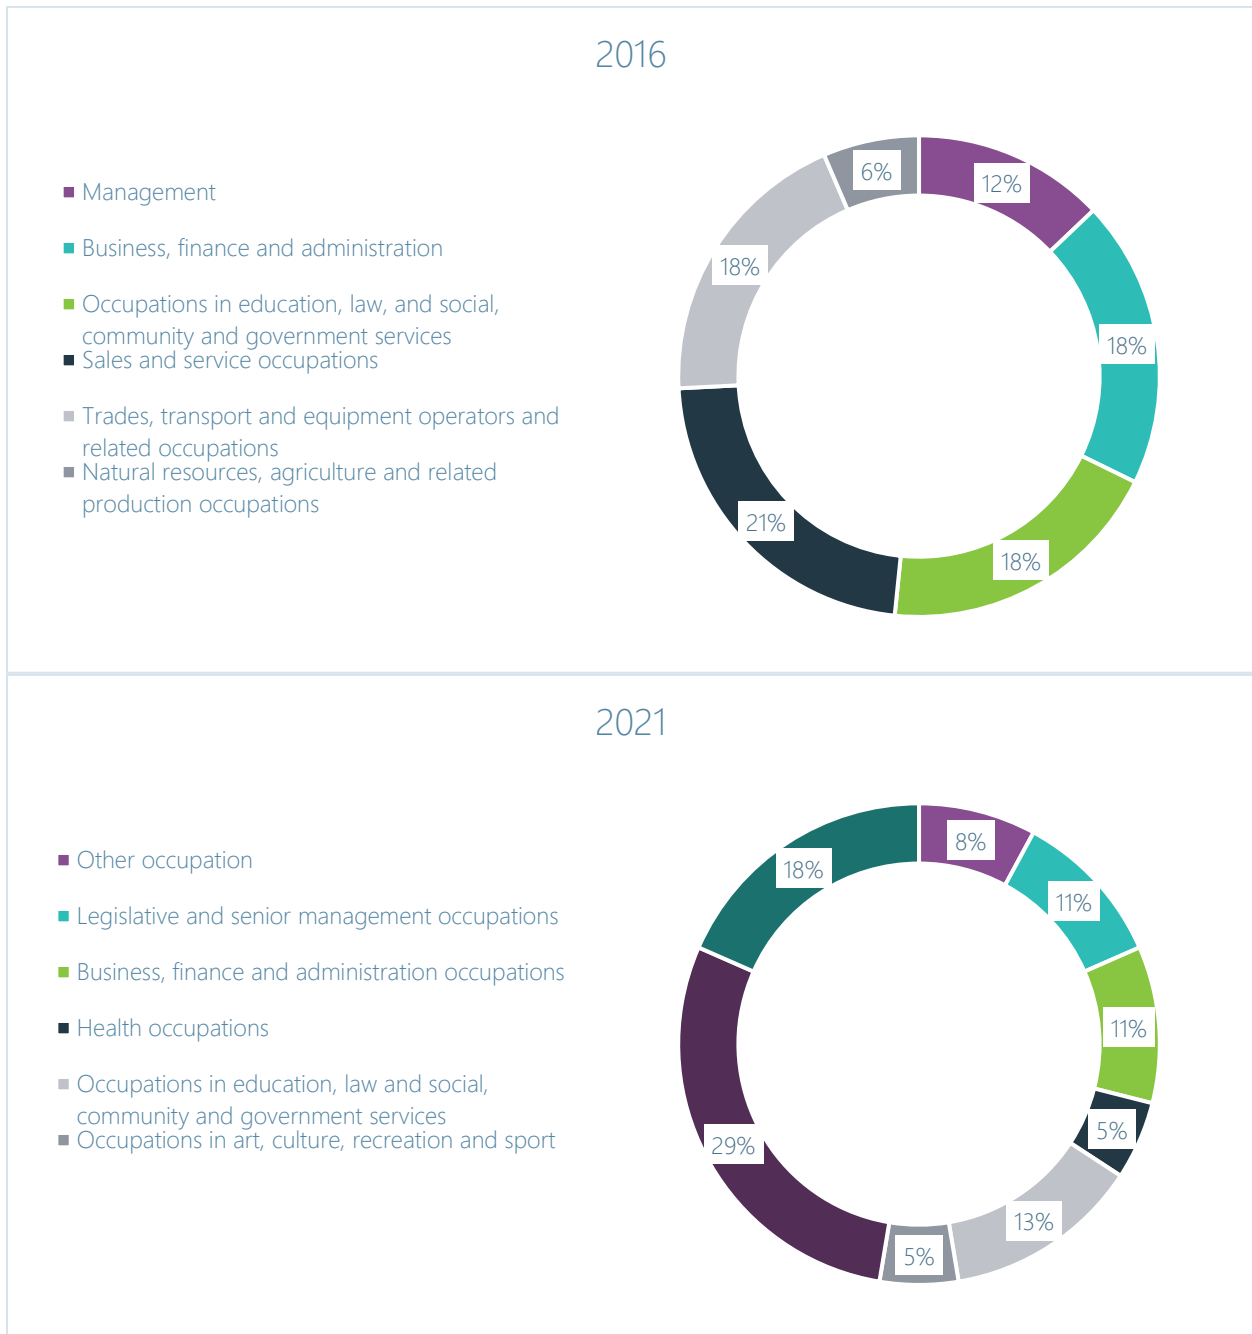 2016
Management
Business, finance and administration
Occupations in education, law, and social,
community and government services
Sales and service occupations
Trades, transport and equipment operators and
related occupations
Natural resources, agriculture and related
production occupations
12%
18%
18%
21%
18%
6%
2021
Other occupation
Legislative and senior management occupations
Business, finance and administration occupations
Health occupations
Occupations in education, law and social,
community and government services
Occupations in art, culture, recreation and sport
8%
11%
11%
5%
13%
5%
29%
18%